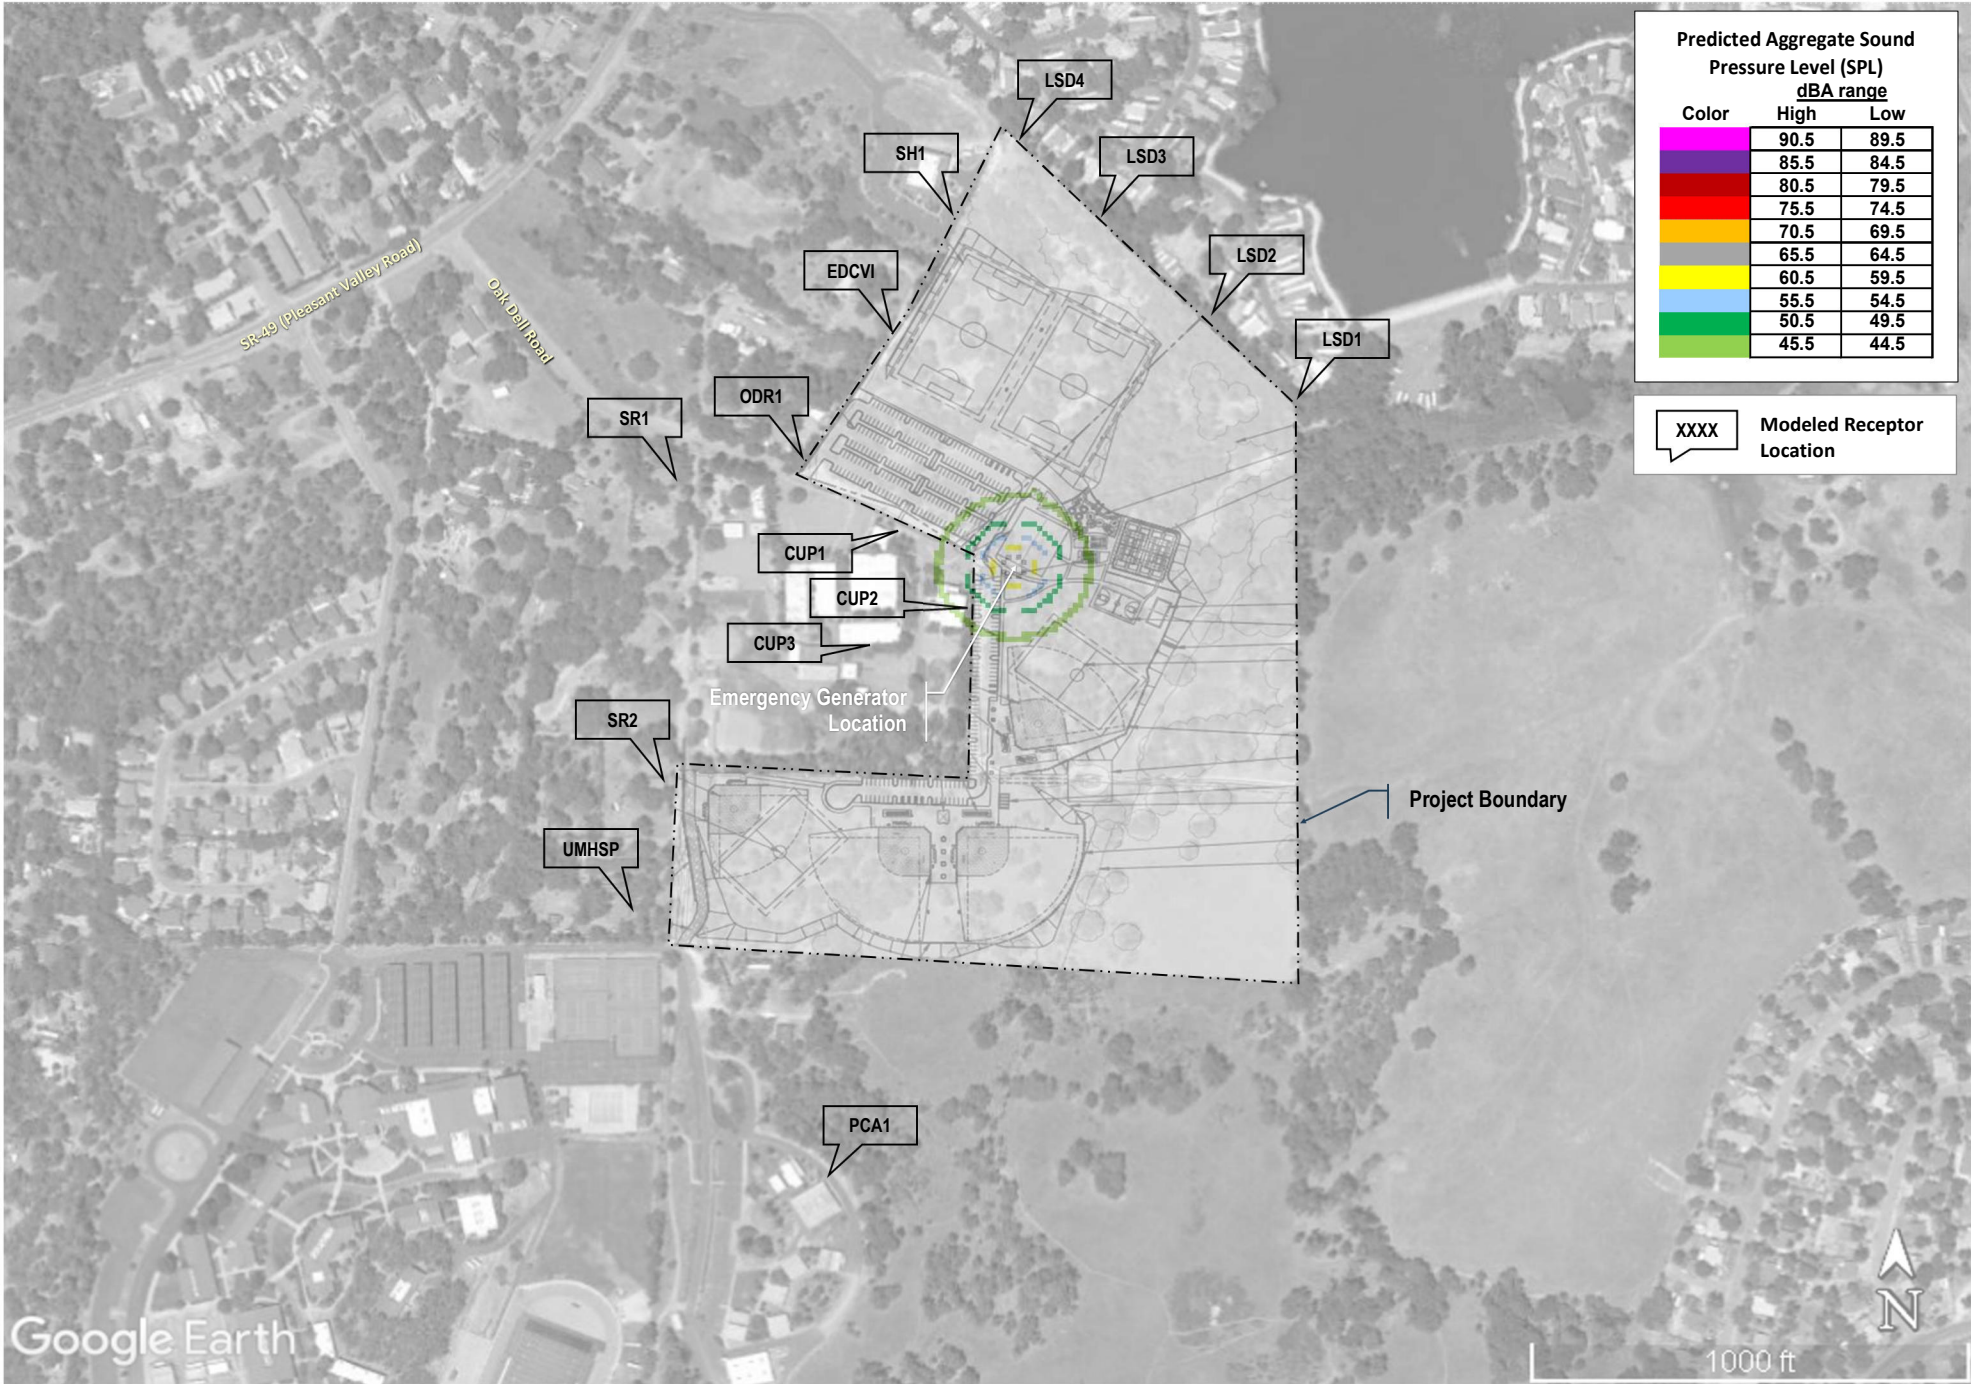 Predicted Aggregate Sound
Pressure Level (SPL)
dBA range
Color High Low
90.5 89.5
85.5 84.5
80.5 79.5
75.5 74.5
70.5 69.5
65.5 64.5
60.5 59.5
55.5 54.5
50.5 49.5
45.5 44.5
XXXX
Modeled Receptor
Location
LSD4
SH1
LSD3
EDCVI
LSD2
LSD1
SR-49 (Pleasant Valley Road)
Oak Dell Road
ODR1
SR1
CUP1
CUP2
CUP3
Emergency Generator
Location
SR2
Project Boundary
UMHSP
PCA1
N
Google Earth
1000 ft